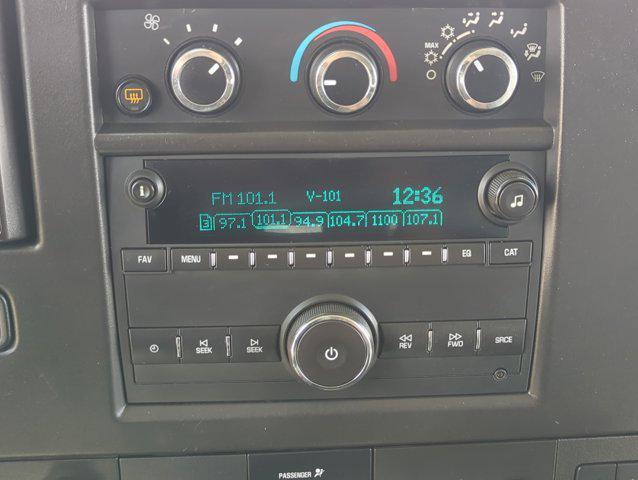 MAX
FM 101.1 V-101 12:36
3 97.1 101.1 94.9 104.7 1100 107.1
FAV MENU EQ CAT
SEEK SEEK REV FWD SRCE
PASSENGER